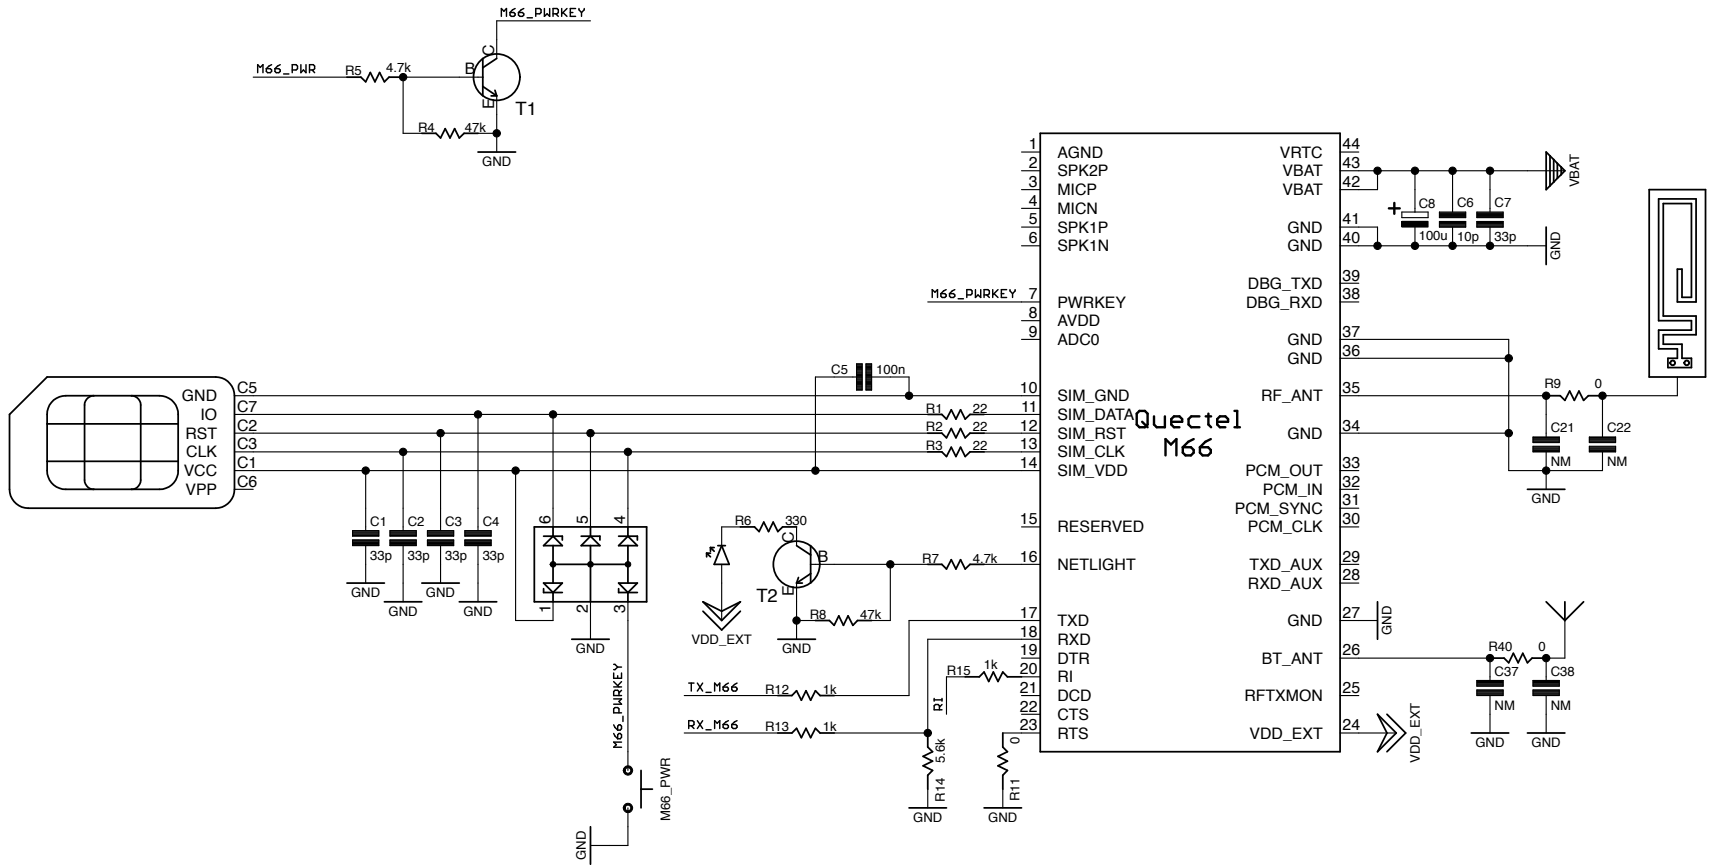 M66_PWRKEY
M66_PWR
R5 4.7k
B
C
E
T1
R4 47k
GND
1 AGND
2 SPK2P
3 MICP
4 MICN
5 SPK1P
6 SPK1N
M66_PWRKEY 7 PWRKEY
8 AVDD
9 ADC0
10 SIM_GND
11 SIM_DATA
12 SIM_RST
13 SIM_CLK
14 SIM_VDD
15 RESERVED
16 NETLIGHT
17 TXD
18 RXD
19 DTR
20 RI
21 DCD
22 CTS
23 RTS
Quectel
M66
VRTC 44
VBAT 43
VBAT 42
GND 41
GND 40
DBG_TXD 39
DBG_RXD 38
GND 37
GND 36
RF_ANT 35
GND 34
PCM_OUT 33
PCM_IN 32
PCM_SYNC 31
PCM_CLK 30
TXD_AUX 29
RXD_AUX 28
GND 27
BT_ANT 26
RFTXMON 25
VDD_EXT 24
VBAT
+
C8 100u
C6 10p
C7 33p
GND
R9 0
C21 NM
C22 NM
GND
GND
R40 0
C37 NM
C38 NM
GND
GND
VDD_EXT
GND C5
IO C7
RST C2
CLK C3
VCC C1
VPP C6
C5 100n
R1 22
R2 22
R3 22
C1 33p
C2 33p
C3 33p
C4 33p
GND
GND
GND
GND
6 5 4
1 2 3
GND
M66_PWRKEY
M66_PWR
GND
R6 330
C
B
E
T2
R7 4.7k
R8 47k
VDD_EXT
GND
TX_M66 R12 1k
RX_M66 R13 1k
R15 1k
RI
R14 5.6k
R11 0
GND
GND